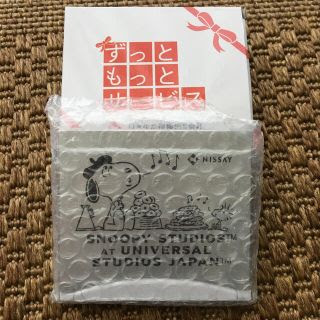 ずっと
もっと
サービス
NISSAY
SNOOPY STUDIOS™
AT UNIVERSAL
STUDIOS JAPAN™